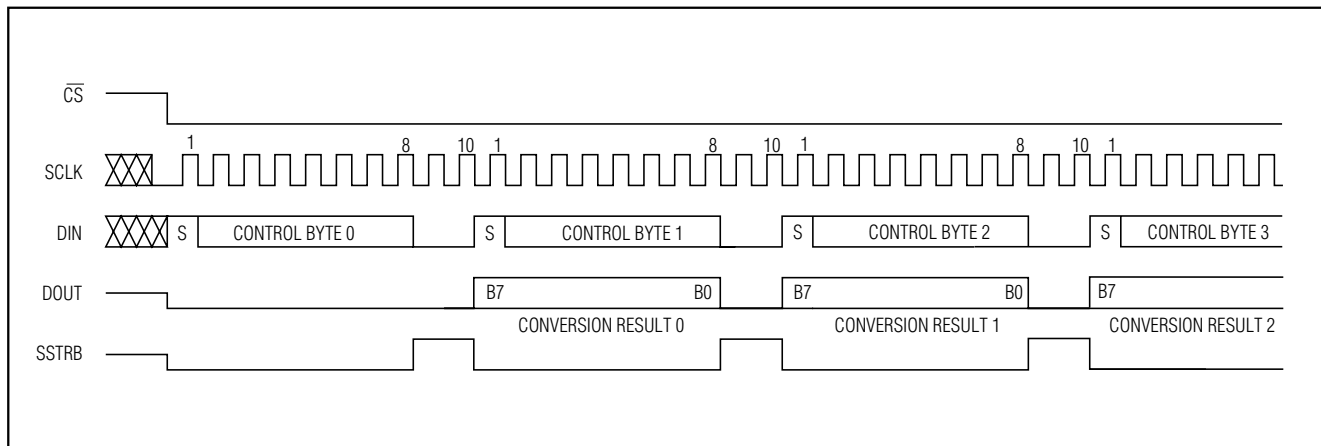 CS
1 8 10 1 8 10 1 8 10 1
SCLK
DIN S CONTROL BYTE 0 S CONTROL BYTE 1 S CONTROL BYTE 2 S CONTROL BYTE 3
DOUT B7 B0 B7 B0 B7
CONVERSION RESULT 0 CONVERSION RESULT 1 CONVERSION RESULT 2
SSTRB